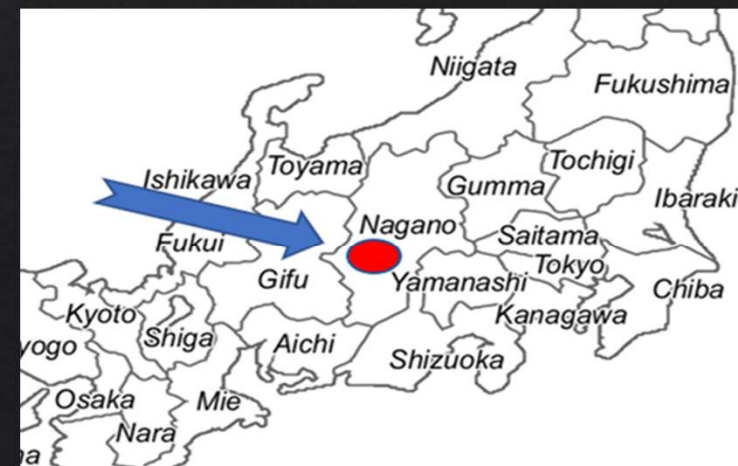 Niigata
Fukushima
Toyama
Tochigi
Ishikawa
Gumma
Ibaraki
Nagano
Saitama
Fukui
Tokyo
Gifu
Yamanashi
Chiba
Kyoto
Kanagawa
Shiga
Aichi
yogo
Shizuoka
Osaka
Mie
Nara
na